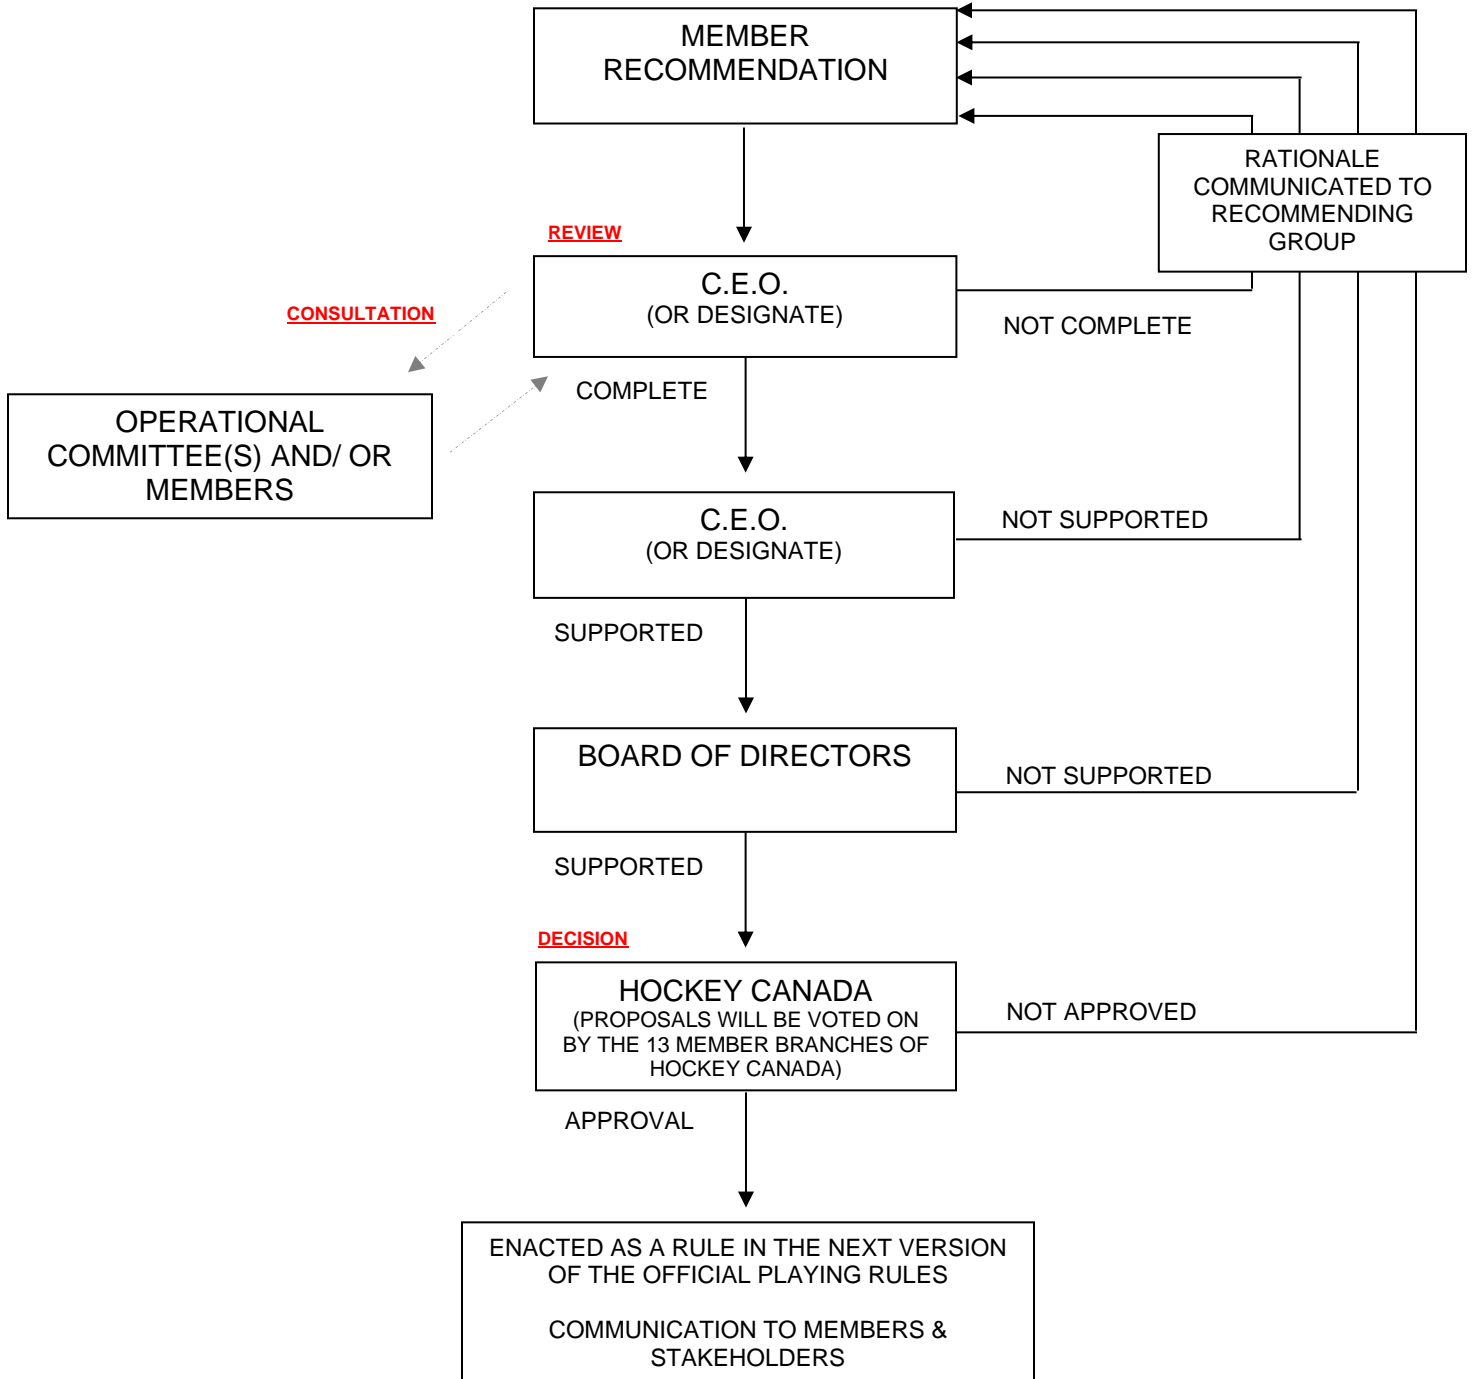 MEMBER
RECOMMENDATION
RATIONALE
COMMUNICATED TO
RECOMMENDING
GROUP
REVIEW
C.E.O.
(OR DESIGNATE)
NOT COMPLETE
CONSULTATION
COMPLETE
OPERATIONAL
COMMITTEE(S) AND/ OR
MEMBERS
C.E.O.
(OR DESIGNATE)
NOT SUPPORTED
SUPPORTED
BOARD OF DIRECTORS
NOT SUPPORTED
SUPPORTED
DECISION
HOCKEY CANADA
(PROPOSALS WILL BE VOTED ON
BY THE 13 MEMBER BRANCHES OF
HOCKEY CANADA)
NOT APPROVED
APPROVAL
ENACTED AS A RULE IN THE NEXT VERSION
OF THE OFFICIAL PLAYING RULES
COMMUNICATION TO MEMBERS &
STAKEHOLDERS